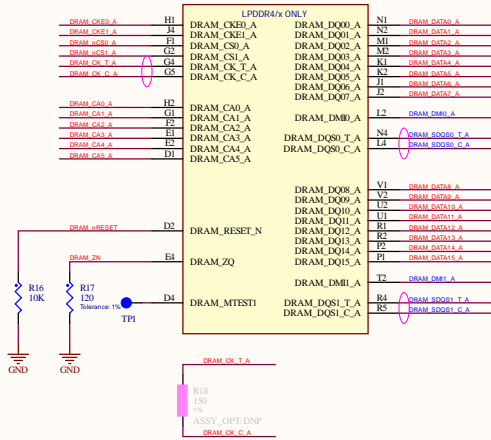 LPDDR4/x ONLY
DRAM_CKE0_A H1 DRAM_CKE0_A DRAM_DQ00_A N1 DRAM_DATA0_A
DRAM_CKE1_A J4 DRAM_CKE1_A DRAM_DQ01_A N2 DRAM_DATA1_A
DRAM_nCS0_A F1 DRAM_CS0_A DRAM_DQ02_A M1 DRAM_DATA2_A
DRAM_nCS1_A G2 DRAM_CS1_A DRAM_DQ03_A M2 DRAM_DATA3_A
DRAM_CK_T_A G4 DRAM_CK_T_A DRAM_DQ04_A K1 DRAM_DATA4_A
DRAM_CK_C_A G5 DRAM_CK_C_A DRAM_DQ05_A K2 DRAM_DATA5_A
DRAM_DQ06_A J1 DRAM_DATA6_A
DRAM_DQ07_A J2 DRAM_DATA7_A
DRAM_CA0_A H2 DRAM_CA0_A
DRAM_CA1_A G1 DRAM_CA1_A DRAM_DMI0_A L2 DRAM_DMI0_A
DRAM_CA2_A F2 DRAM_CA2_A
DRAM_CA3_A E1 DRAM_CA3_A DRAM_DQS0_T_A N4 DRAM_SDQS0_T_A
DRAM_CA4_A E2 DRAM_CA4_A DRAM_DQS0_C_A L4 DRAM_SDQS0_C_A
DRAM_CA5_A D1 DRAM_CA5_A
DRAM_DQ08_A V1 DRAM_DATA8_A
DRAM_DQ09_A V2 DRAM_DATA9_A
DRAM_DQ10_A U2 DRAM_DATA10_A
DRAM_DQ11_A U1 DRAM_DATA11_A
DRAM_nRESET D2 DRAM_RESET_N DRAM_DQ12_A R1 DRAM_DATA12_A
DRAM_DQ13_A R2 DRAM_DATA13_A
DRAM_DQ14_A P2 DRAM_DATA14_A
DRAM_ZN E4 DRAM_ZQ DRAM_DQ15_A P1 DRAM_DATA15_A
DRAM_DMI1_A T2 DRAM_DMI1_A
R16
10K
R17
120
Tolerance: 1%
TP1
D4 DRAM_MTEST1 DRAM_DQS1_T_A R4 DRAM_SDQS1_T_A
DRAM_DQS1_C_A R5 DRAM_SDQS1_C_A
GND GND
DRAM_CK_T_A
R18
150
1%
ASSY_OPT:DNP
DRAM_CK_C_A